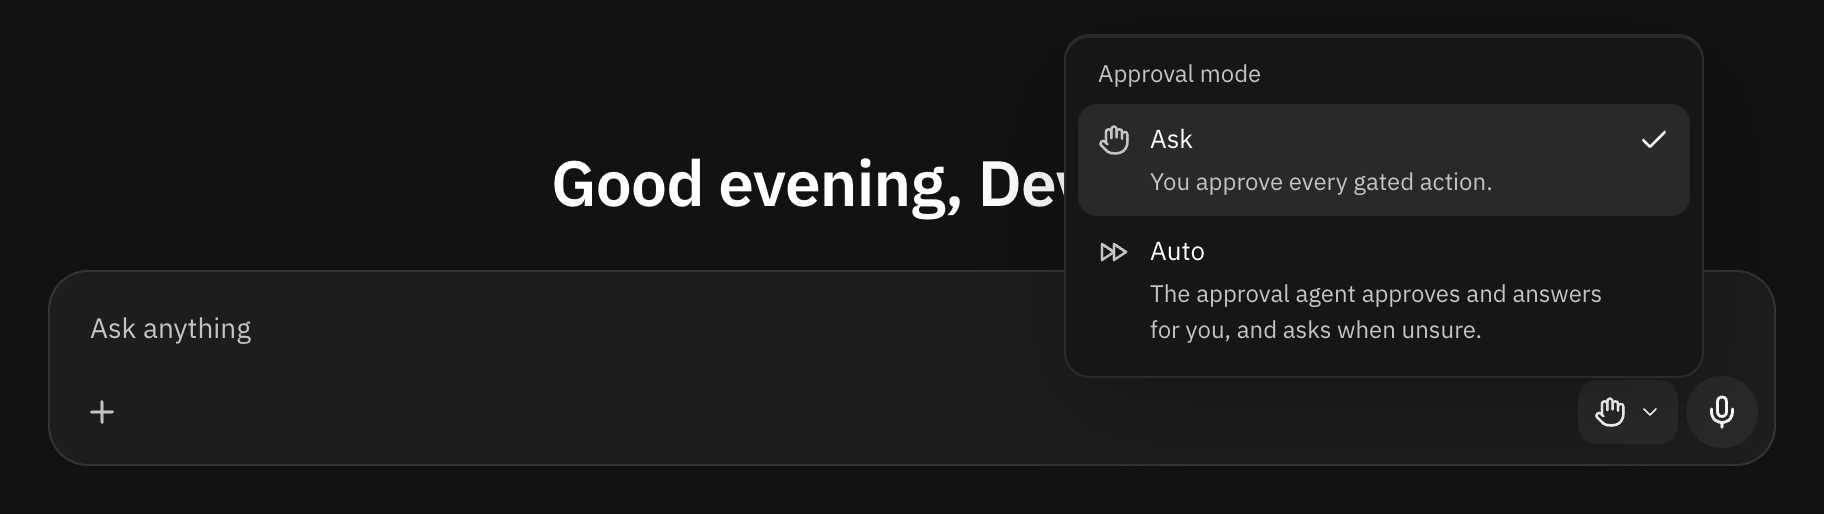 Approval mode
Ask
You approve every gated action.
Good evening,
Auto
The approval agent approves and answers
for you, and asks when unsure.
Ask anything